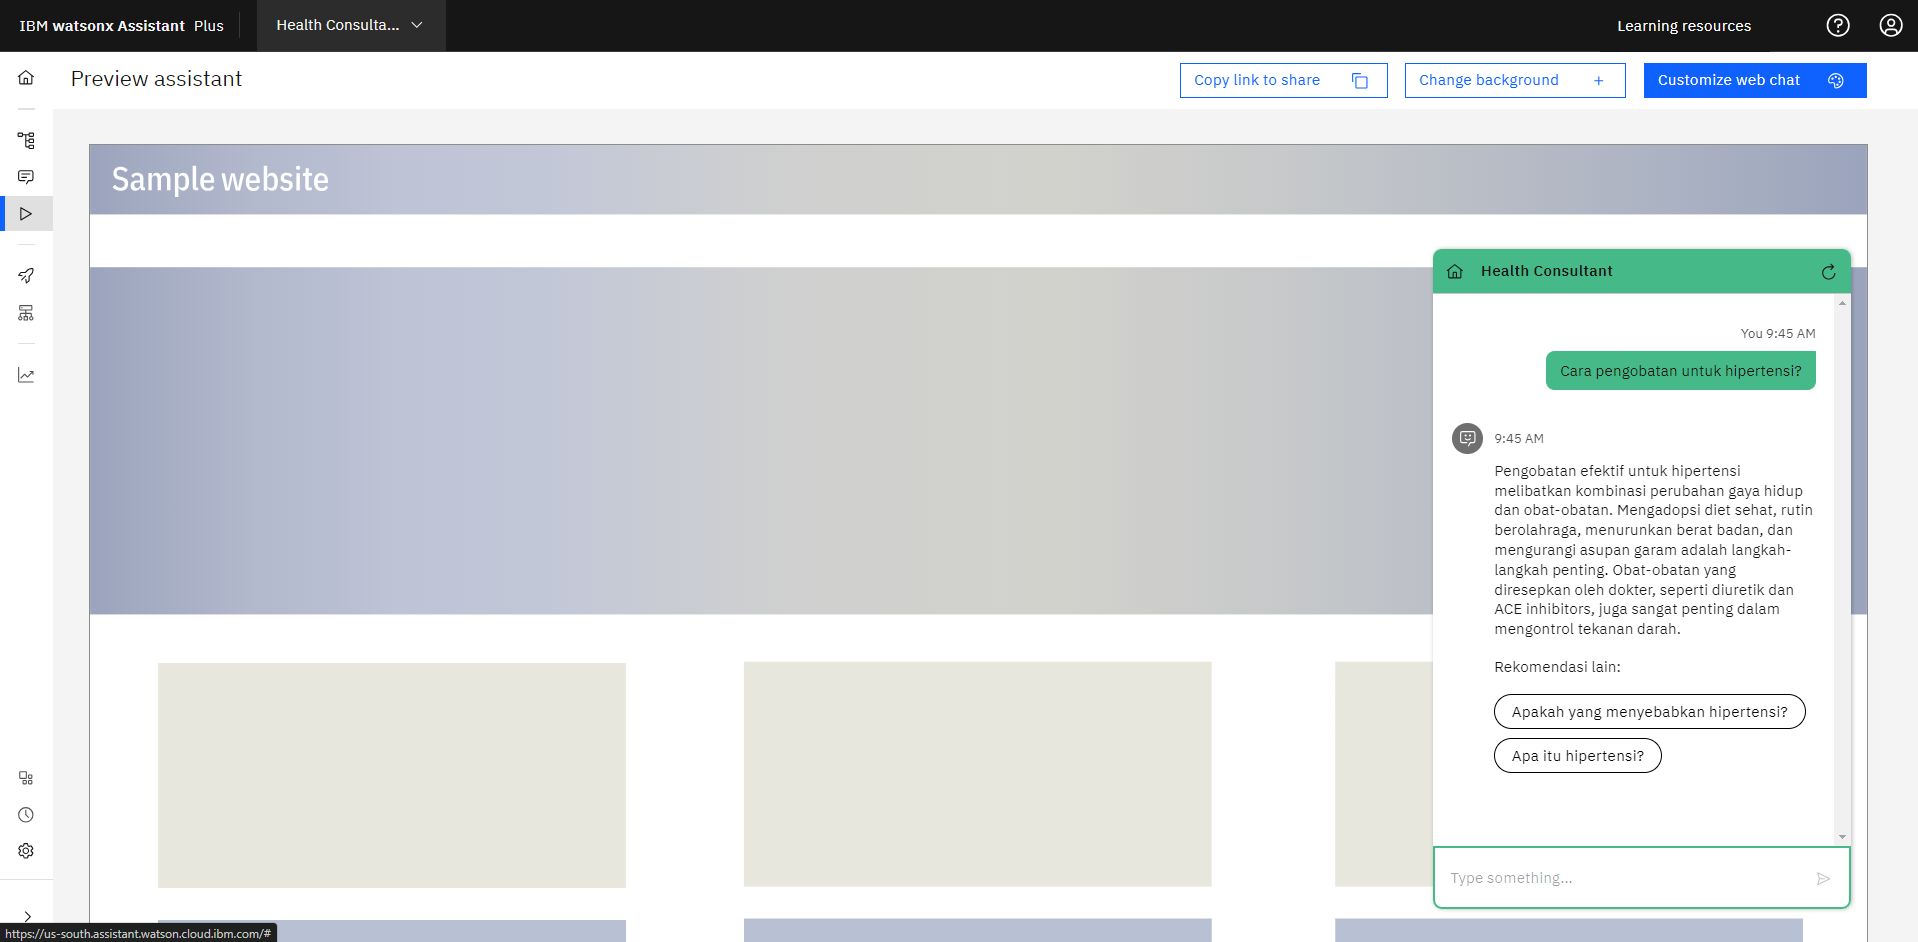 IBM watsonx Assistant Plus
Health Consulta...
Learning resources
Preview assistant
Copy link to share
Change background +
Customize web chat
Sample website
Health Consultant
You 9:45 AM
Cara pengobatan untuk hipertensi?
9:45 AM
Pengobatan efektif untuk hipertensi
melibatkan kombinasi perubahan gaya hidup
dan obat-obatan. Mengadopsi diet sehat, rutin
berolahraga, menurunkan berat badan, dan
mengurangi asupan garam adalah langkah-
langkah penting. Obat-obatan yang
diresepkan oleh dokter, seperti diuretik dan
ACE inhibitors, juga sangat penting dalam
mengontrol tekanan darah.
Rekomendasi lain:
Apakah yang menyebabkan hipertensi?
Apa itu hipertensi?
Type something...
https://us-south.assistant.watson.cloud.ibm.com/#